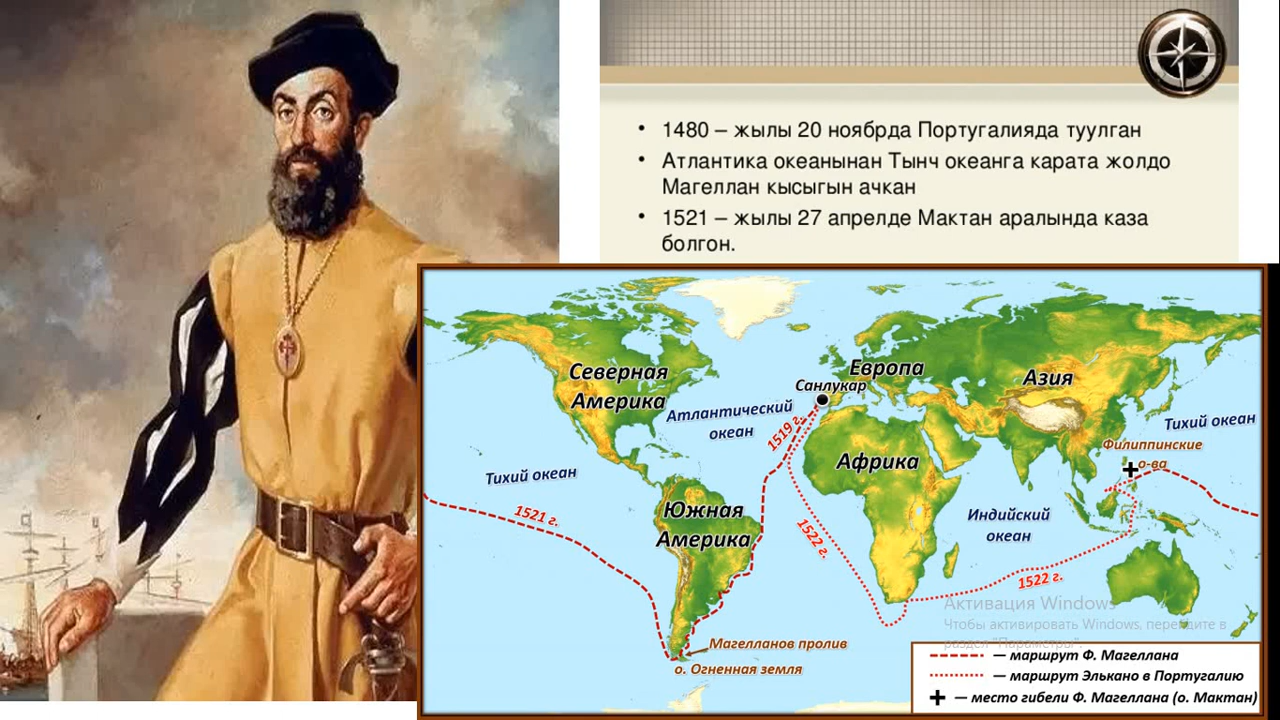 1480 – жылы 20 ноябрда Португалияда туулган
Атлантика океанынан Тынч океанга карата жолдо
Магеллан кысыгын ачкан
1521 – жылы 27 апрелде Мактан аралында каза
болгон.
Северная
Америка
Атлантический
океан
Санлукар
Европа
Азия
Тихий океан
1519 г.
Филиппинские
о-ва
Африка
Тихий океан
1521 г.
Южная
Америка
Индийский
океан
1522 г.
1522 г.
Магелланов пролив
о. Огненная земля
Активация Windows
Чтобы активировать Windows, перейдите в
раздел "Параметры".
— маршрут Ф. Магеллана
— маршрут Элькано в Португалию
— место гибели Ф. Магеллана (о. Мактан)